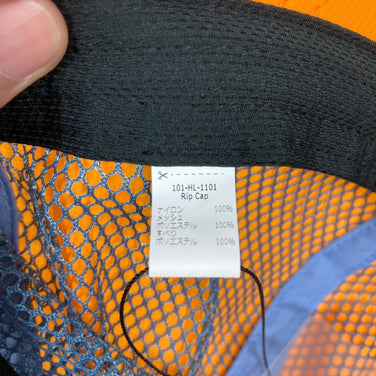 101-HL-1101
Rip Cap
ナイロン 100%
メッシュ
ポリエステル 100%
すべり
ポリエステル 100%